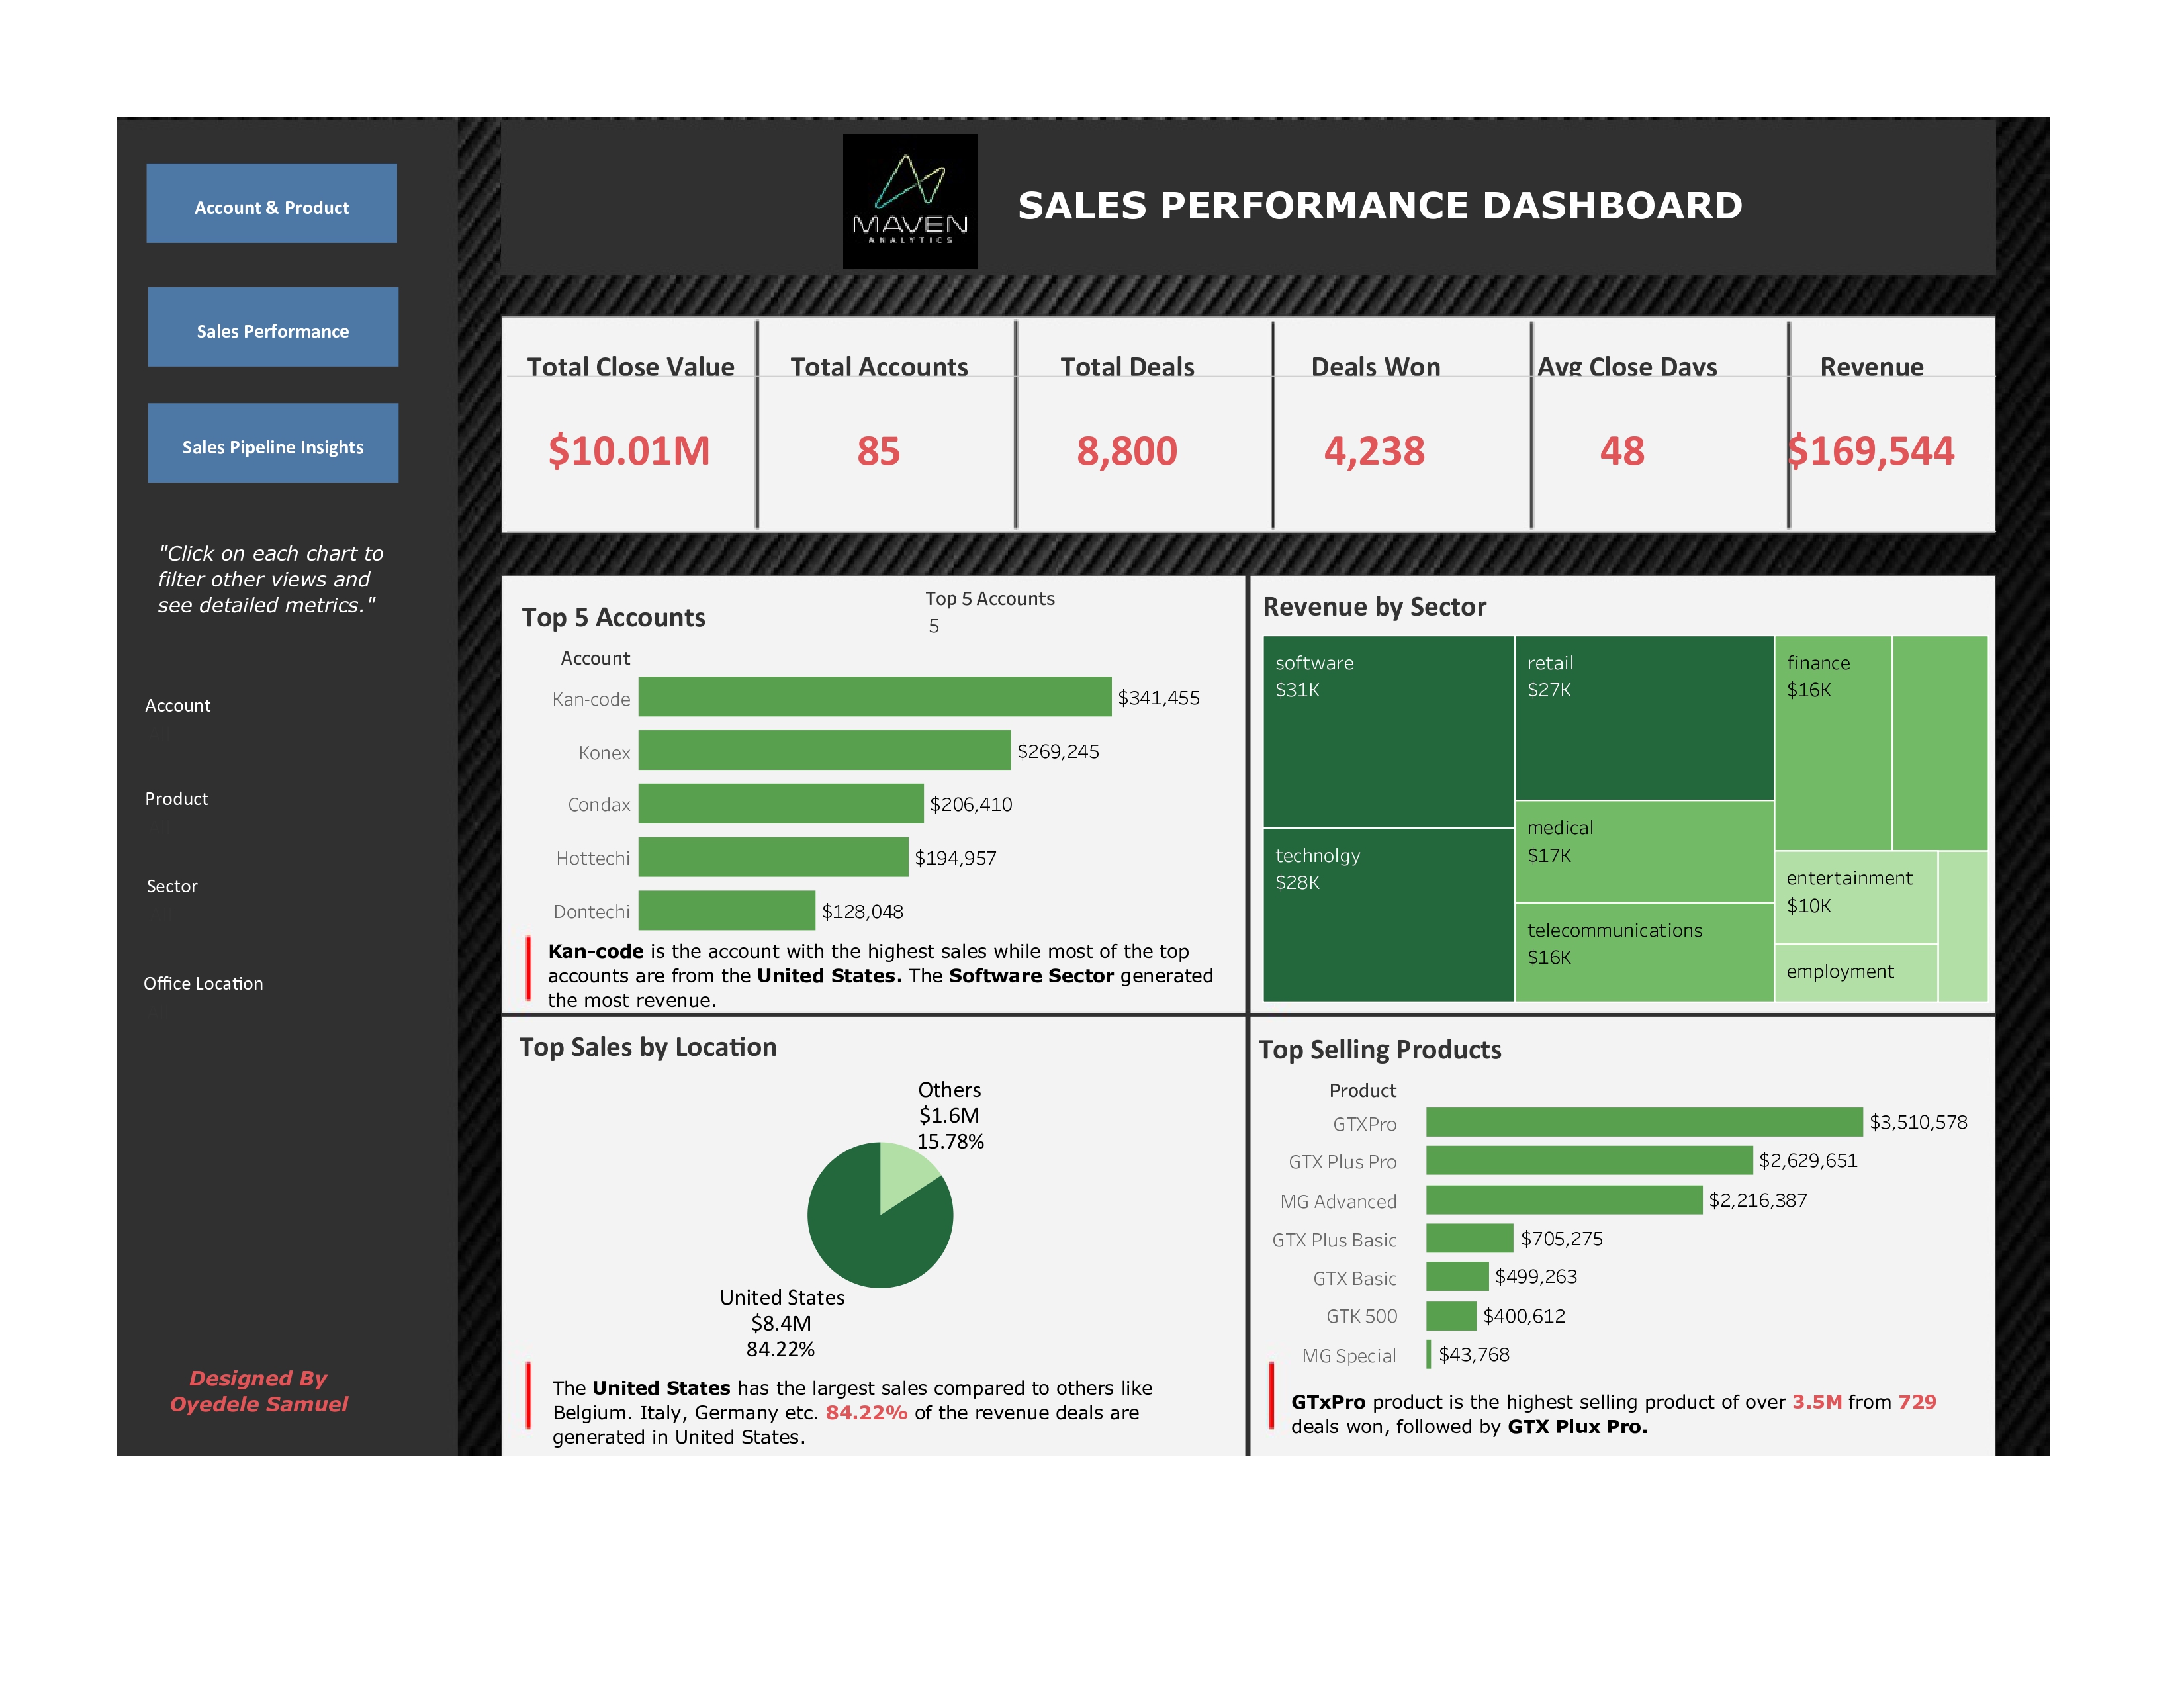 Account & Product
Sales Performance
Sales Pipeline Insights
"Click on each chart to
filter other views and
see detailed metrics."
Account
Product
Sector
Office Location
Designed By
Oyedele Samuel
MAVEN
ANALYTICS
SALES PERFORMANCE DASHBOARD
Total Close Value
$10.01M
Total Accounts
85
Total Deals
8,800
Deals Won
4,238
Avg Close Days
48
Revenue
$169,544
Top 5 Accounts
Top 5 Accounts
5
Account
Kan-code $341,455
Konex $269,245
Condax $206,410
Hottechi $194,957
Dontechi $128,048
Kan-code is the account with the highest sales while most of the top
accounts are from the United States. The Software Sector generated
the most revenue.
Revenue by Sector
software
$31K
technolgy
$28K
retail
$27K
medical
$17K
telecommunications
$16K
finance
$16K
entertainment
$10K
employment
Top Sales by Location
Others
$1.6M
15.78%
United States
$8.4M
84.22%
The United States has the largest sales compared to others like
Belgium. Italy, Germany etc. 84.22% of the revenue deals are
generated in United States.
Top Selling Products
Product
GTXPro $3,510,578
GTX Plus Pro $2,629,651
MG Advanced $2,216,387
GTX Plus Basic $705,275
GTX Basic $499,263
GTK 500 $400,612
MG Special $43,768
GTxPro product is the highest selling product of over 3.5M from 729
deals won, followed by GTX Plux Pro.